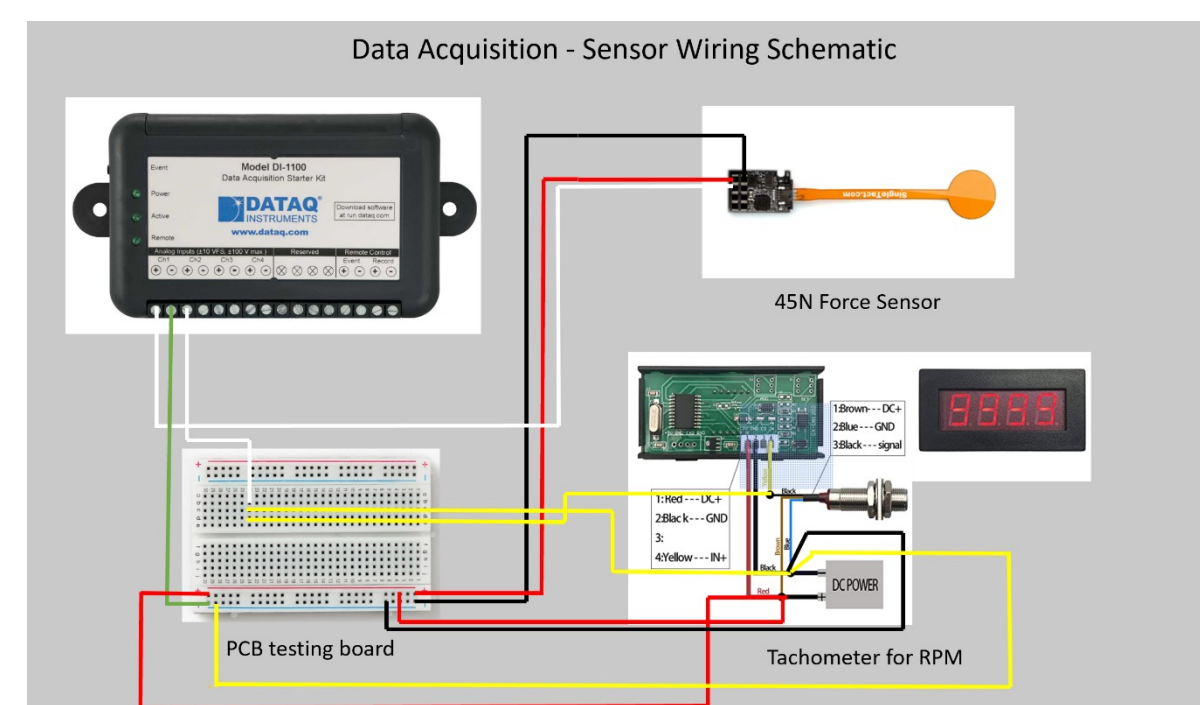 Data Acquisition - Sensor Wiring Schematic
Event
Model DI-1100
Data Acquisition Starter Kit
Power
DATAQ
INSTRUMENTS
Download software
at run dataq com
Active
www.dataq.com
Remote
Analog Inputs (±10 VFS, ±100 V max.)
Reserved
Remote Control
Ch1 Ch2 Ch3 Ch4
Event Record
SingleTact.com
45N Force Sensor
1:Brown---DC+
2:Blue---GND
3:Black---signal
8888
Yellow
1:Red---DC+
2:Black---GND
3:
4:Yellow---IN+
Black
Brown
Blue
Black
Red
DC POWER
PCB testing board
Tachometer for RPM